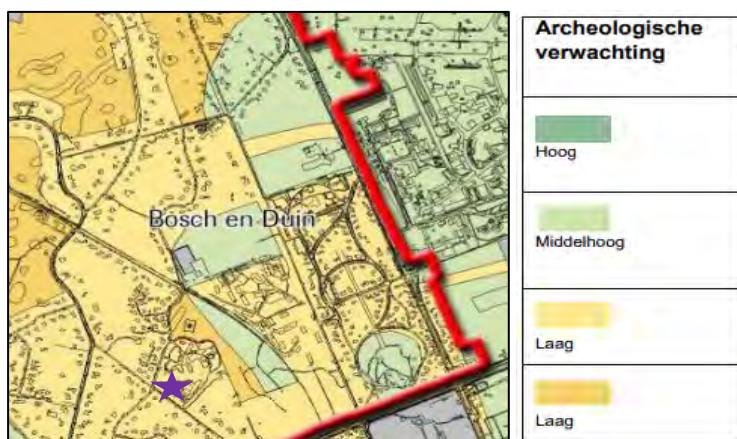 Bosch en Duin
Archeologische
verwachting
Hoog
Middelhoog
Laag
Laag